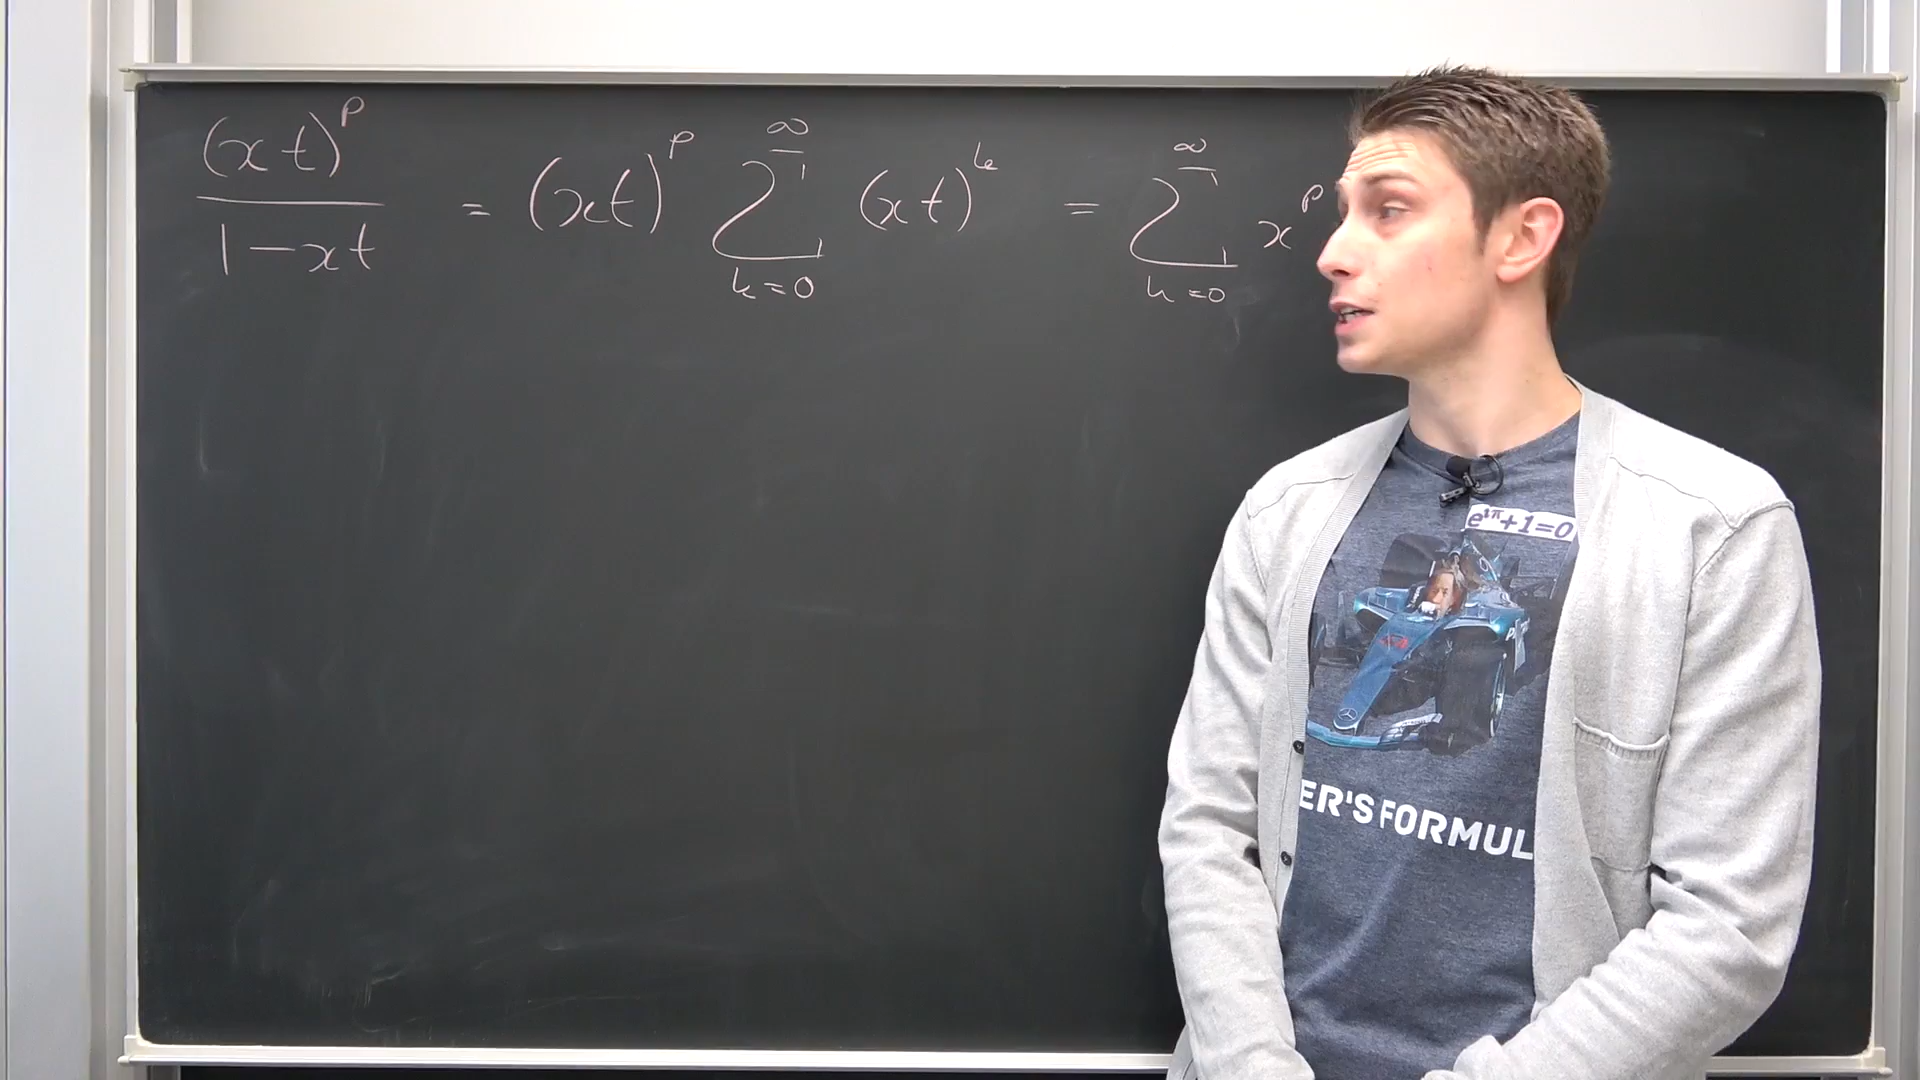 (xt)^p / (1-xt) = (xt)^p ∑_{k=0}^{∞} (xt)^k = ∑_{k=0}^{∞} x^p
e^{iπ}+1=0
ER'S FORMUL